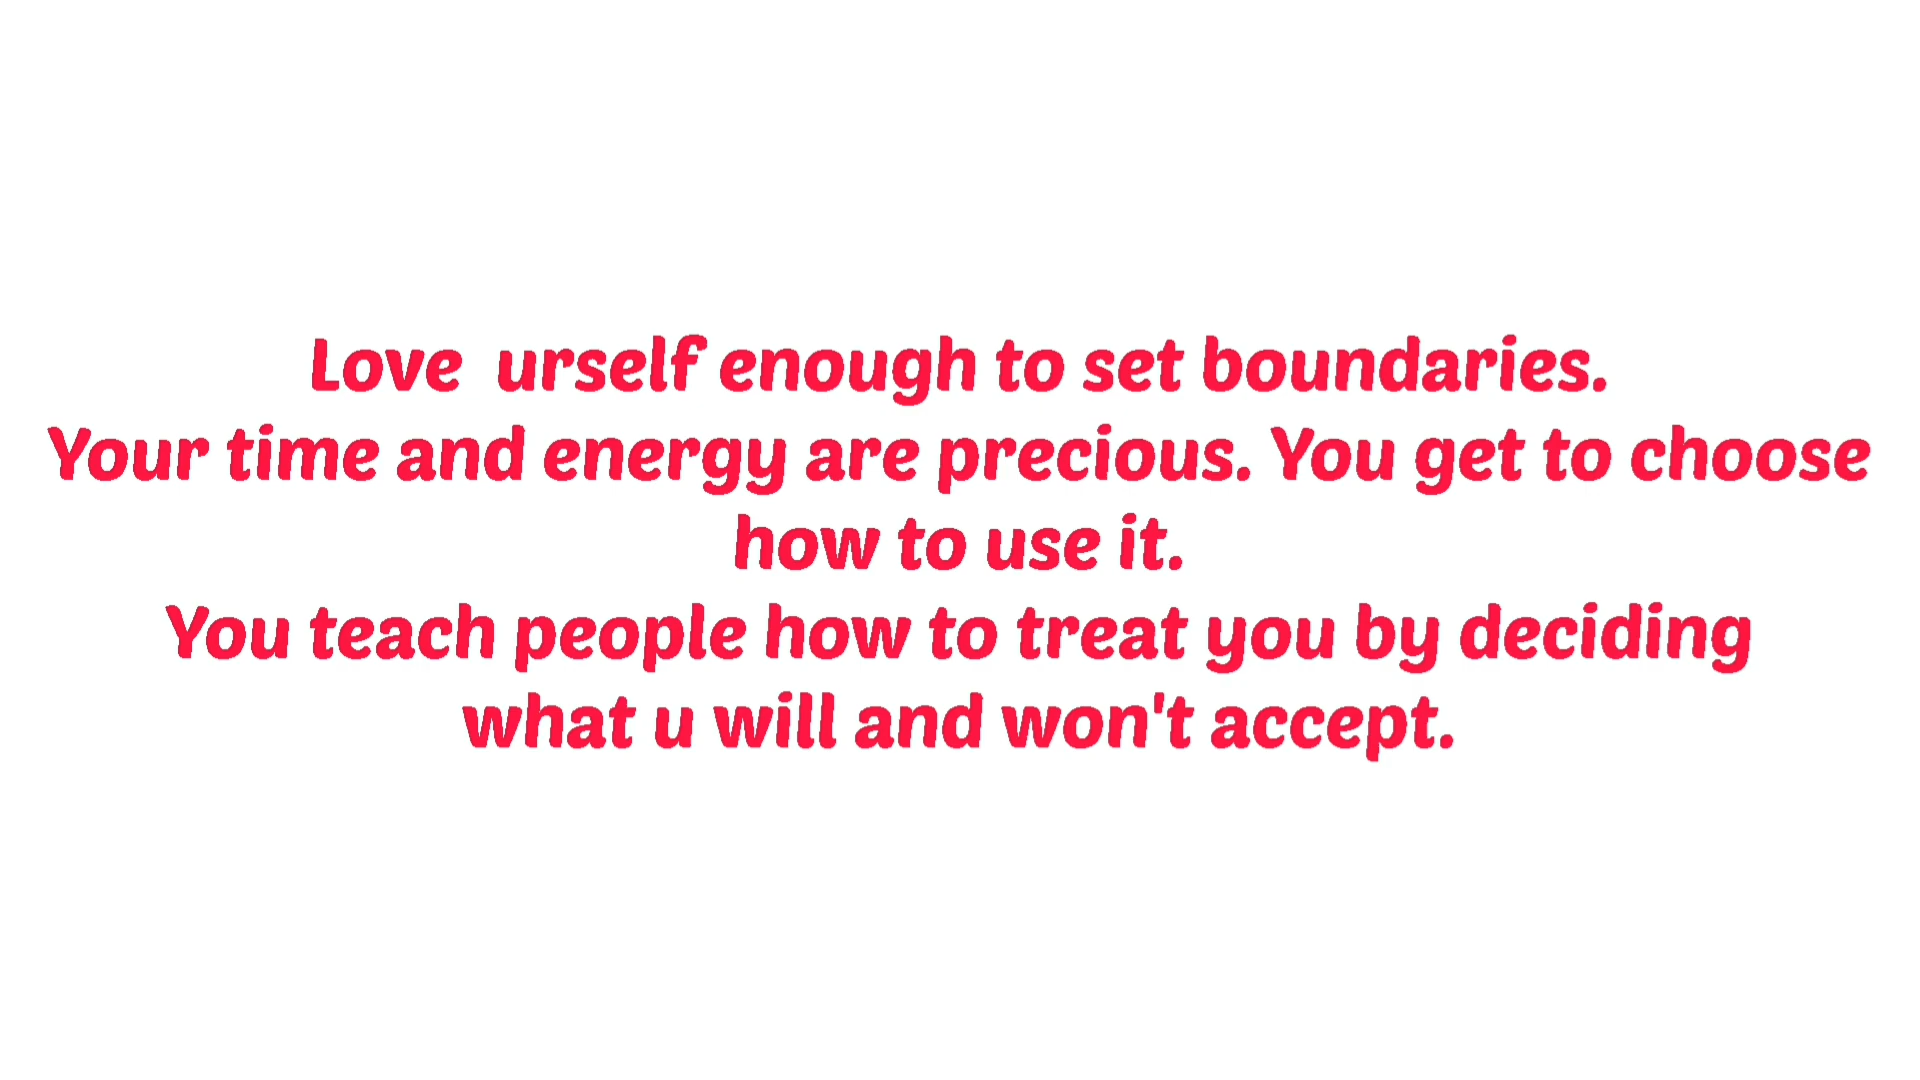 Love  urself enough to set boundaries.
Your time and energy are precious. You get to choose
how to use it.
You teach people how to treat you by deciding
what u will and won't accept.